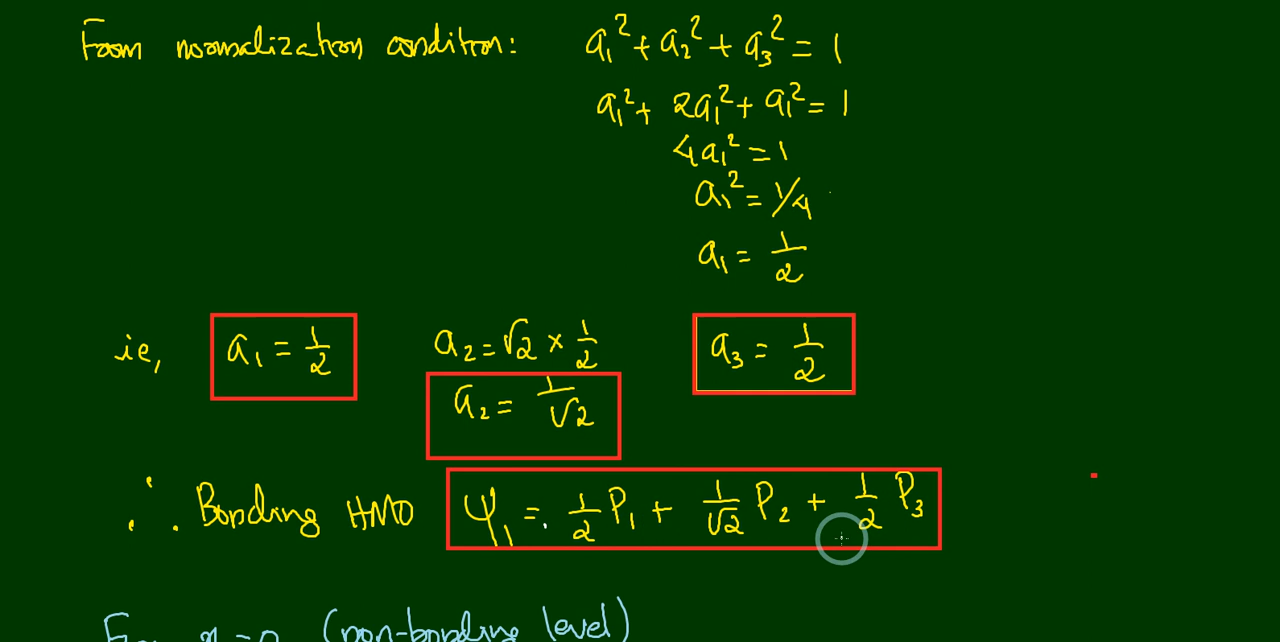 From normalization condition: a₁² + a₂² + a₃² = 1
a₁² + 2a₁² + a₁² = 1
4a₁² = 1
a₁² = 1/4
a₁ = 1/2
ie, a₁ = 1/2 a₂ = √2 × 1/2 a₃ = 1/2
a₂ = 1/√2
∴ Bonding HMO ψ₁ = 1/2 P₁ + 1/√2 P₂ + 1/2 P₃
For x = 0 (non-bonding level)